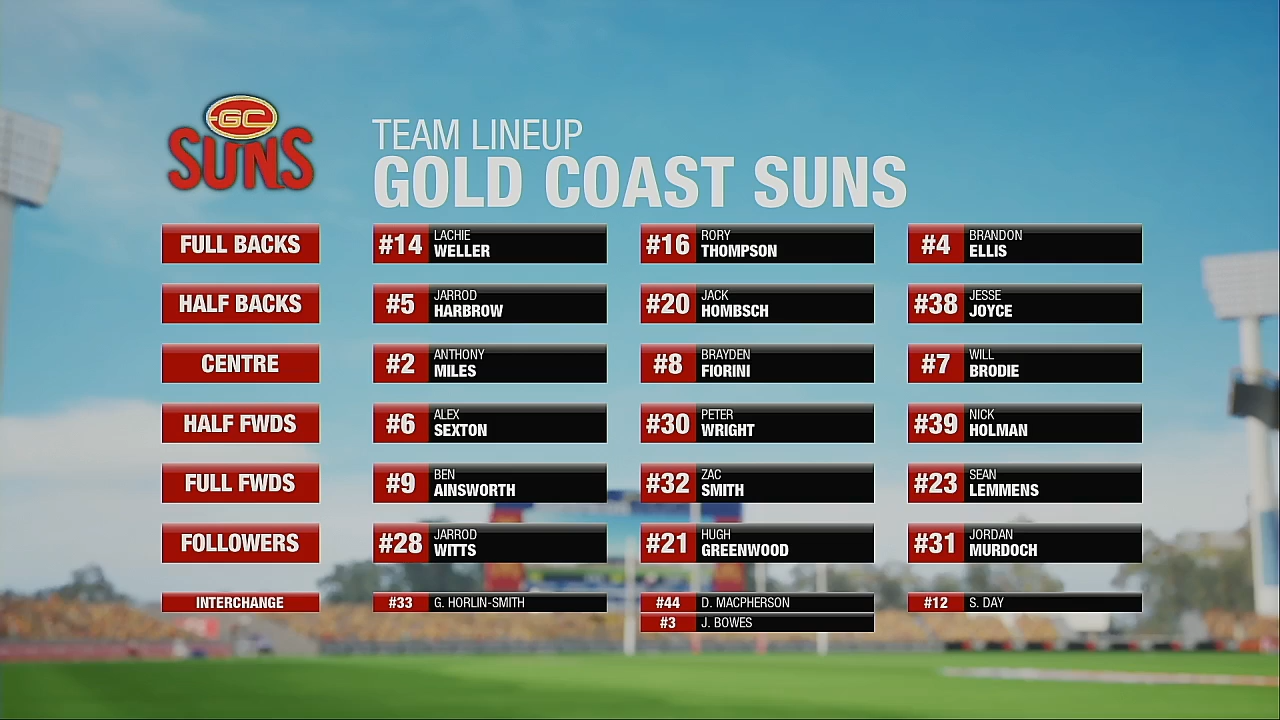 GC
SUNS
TEAM LINEUP
GOLD COAST SUNS
FULL BACKS #14 LACHIE WELLER #16 RORY THOMPSON #4 BRANDON ELLIS
HALF BACKS #5 JARROD HARBROW #20 JACK HOMBSCH #38 JESSE JOYCE
CENTRE #2 ANTHONY MILES #8 BRAYDEN FIORINI #7 WILL BRODIE
HALF FWDS #6 ALEX SEXTON #30 PETER WRIGHT #39 NICK HOLMAN
FULL FWDS #9 BEN AINSWORTH #32 ZAC SMITH #23 SEAN LEMMENS
FOLLOWERS #28 JARROD WITTS #21 HUGH GREENWOOD #31 JORDAN MURDOCH
INTERCHANGE #33 G. HORLIN-SMITH #44 D. MACPHERSON #12 S. DAY
#3 J. BOWES